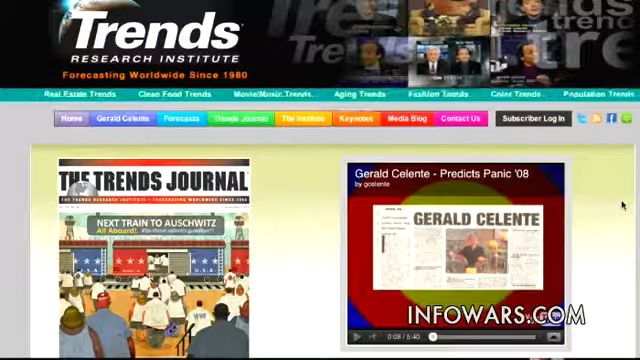 Trends
RESEARCH INSTITUTE
Forecasting Worldwide Since 1980
Real Estate Trends Clean Food Trends Movie/Music Trends Aging Trends Fashion Trends Color Trends Population Trends
Home Gerald Celente Forecasts Trends Journal The Institute Keynotes Media Blog Contact Us Subscriber Log In
THE TRENDS JOURNAL
NEXT TRAIN TO AUSCHWITZ
All Aboard!
U.S.A.
U.S.A.
Gerald Celente - Predicts Panic '08
by gcelente
GERALD CELENTE
INFOWARS.COM
0:08 / 5:40